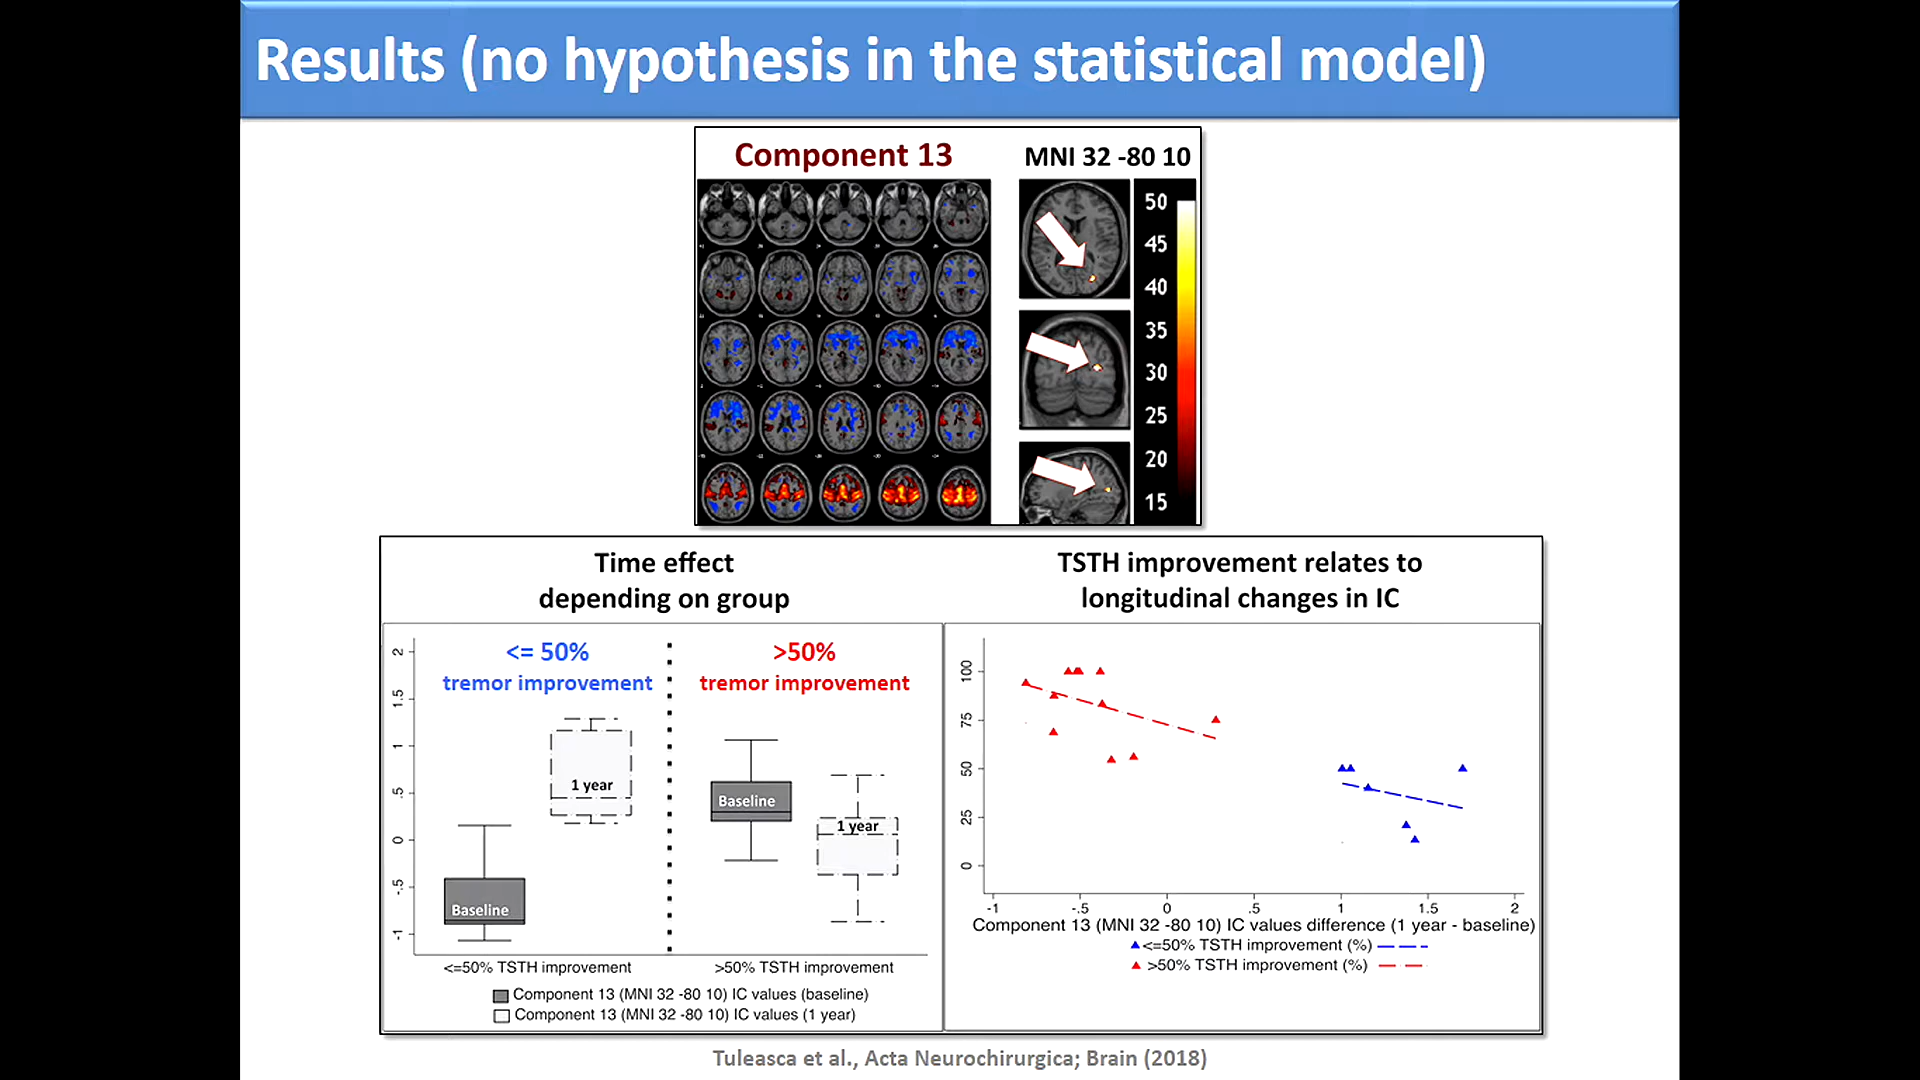 Results (no hypothesis in the statistical model)
Component 13
MNI 32 -80 10
50
45
40
35
30
25
20
15
Time effect
depending on group
<= 50%
tremor improvement
>50%
tremor improvement
2
1.5
1
.5
0
-.5
-1
Baseline
1 year
Baseline
1 year
<=50% TSTH improvement
>50% TSTH improvement
Component 13 (MNI 32 -80 10) IC values (baseline)
Component 13 (MNI 32 -80 10) IC values (1 year)
TSTH improvement relates to
longitudinal changes in IC
100
75
50
25
0
-1 -.5 0 .5 1 1.5 2
Component 13 (MNI 32 -80 10) IC values difference (1 year - baseline)
<=50% TSTH improvement (%)
>50% TSTH improvement (%)
Tuleasca et al., Acta Neurochirurgica; Brain (2018)